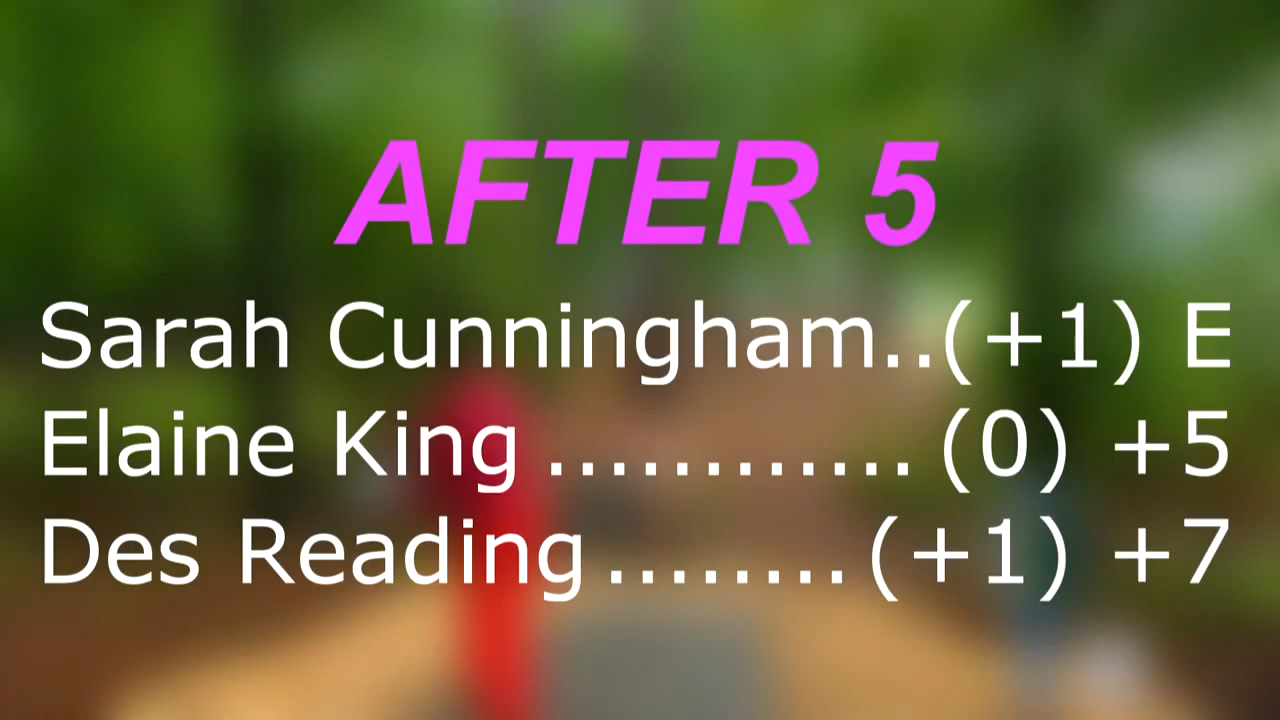 AFTER 5
Sarah Cunningham..(+1) E
Elaine King ............ (0) +5
Des Reading ........ (+1) +7